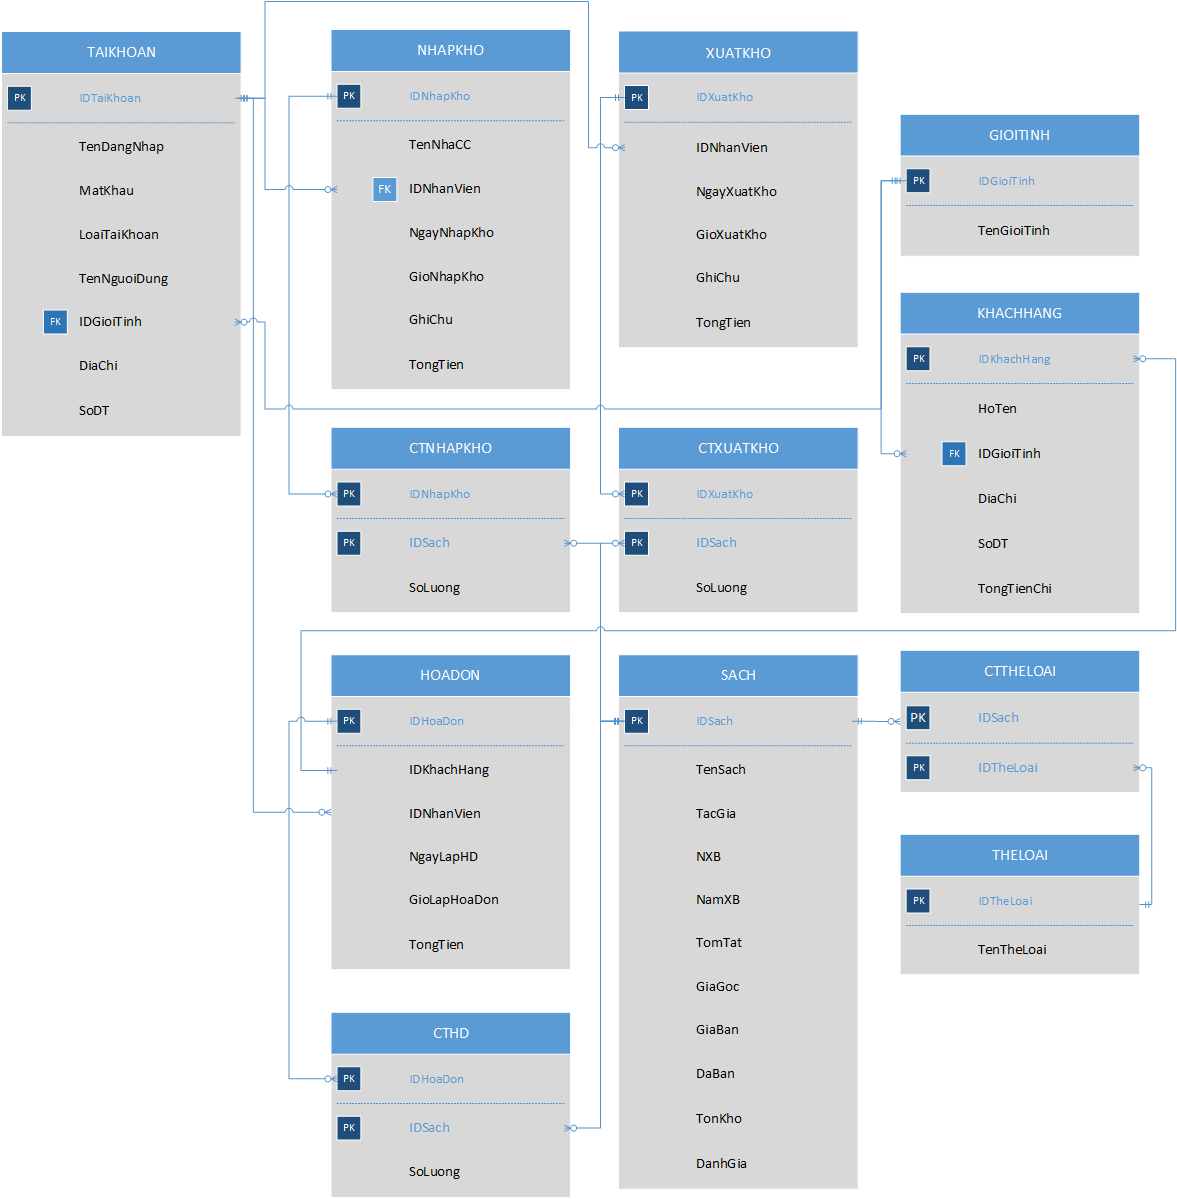 TAIKHOAN
PK IDTaiKhoan
TenDangNhap
MatKhau
LoaiTaiKhoan
TenNguoiDung
FK IDGioiTinh
DiaChi
SoDT
NHAPKHO
PK IDNhapKho
TenNhaCC
FK IDNhanVien
NgayNhapKho
GioNhapKho
GhiChu
TongTien
XUATKHO
PK IDXuatKho
IDNhanVien
NgayXuatKho
GioXuatKho
GhiChu
TongTien
GIOITINH
PK IDGioiTinh
TenGioiTinh
KHACHHANG
PK IDKhachHang
HoTen
FK IDGioiTinh
DiaChi
SoDT
TongTienChi
CTNHAPKHO
PK IDNhapKho
PK IDSach
SoLuong
CTXUATKHO
PK IDXuatKho
PK IDSach
SoLuong
HOADON
PK IDHoaDon
IDKhachHang
IDNhanVien
NgayLapHD
GioLapHoaDon
TongTien
SACH
PK IDSach
TenSach
TacGia
NXB
NamXB
TomTat
GiaGoc
GiaBan
DaBan
TonKho
DanhGia
CTTHELOAI
PK IDSach
PK IDTheLoai
THELOAI
PK IDTheLoai
TenTheLoai
CTHD
PK IDHoaDon
PK IDSach
SoLuong